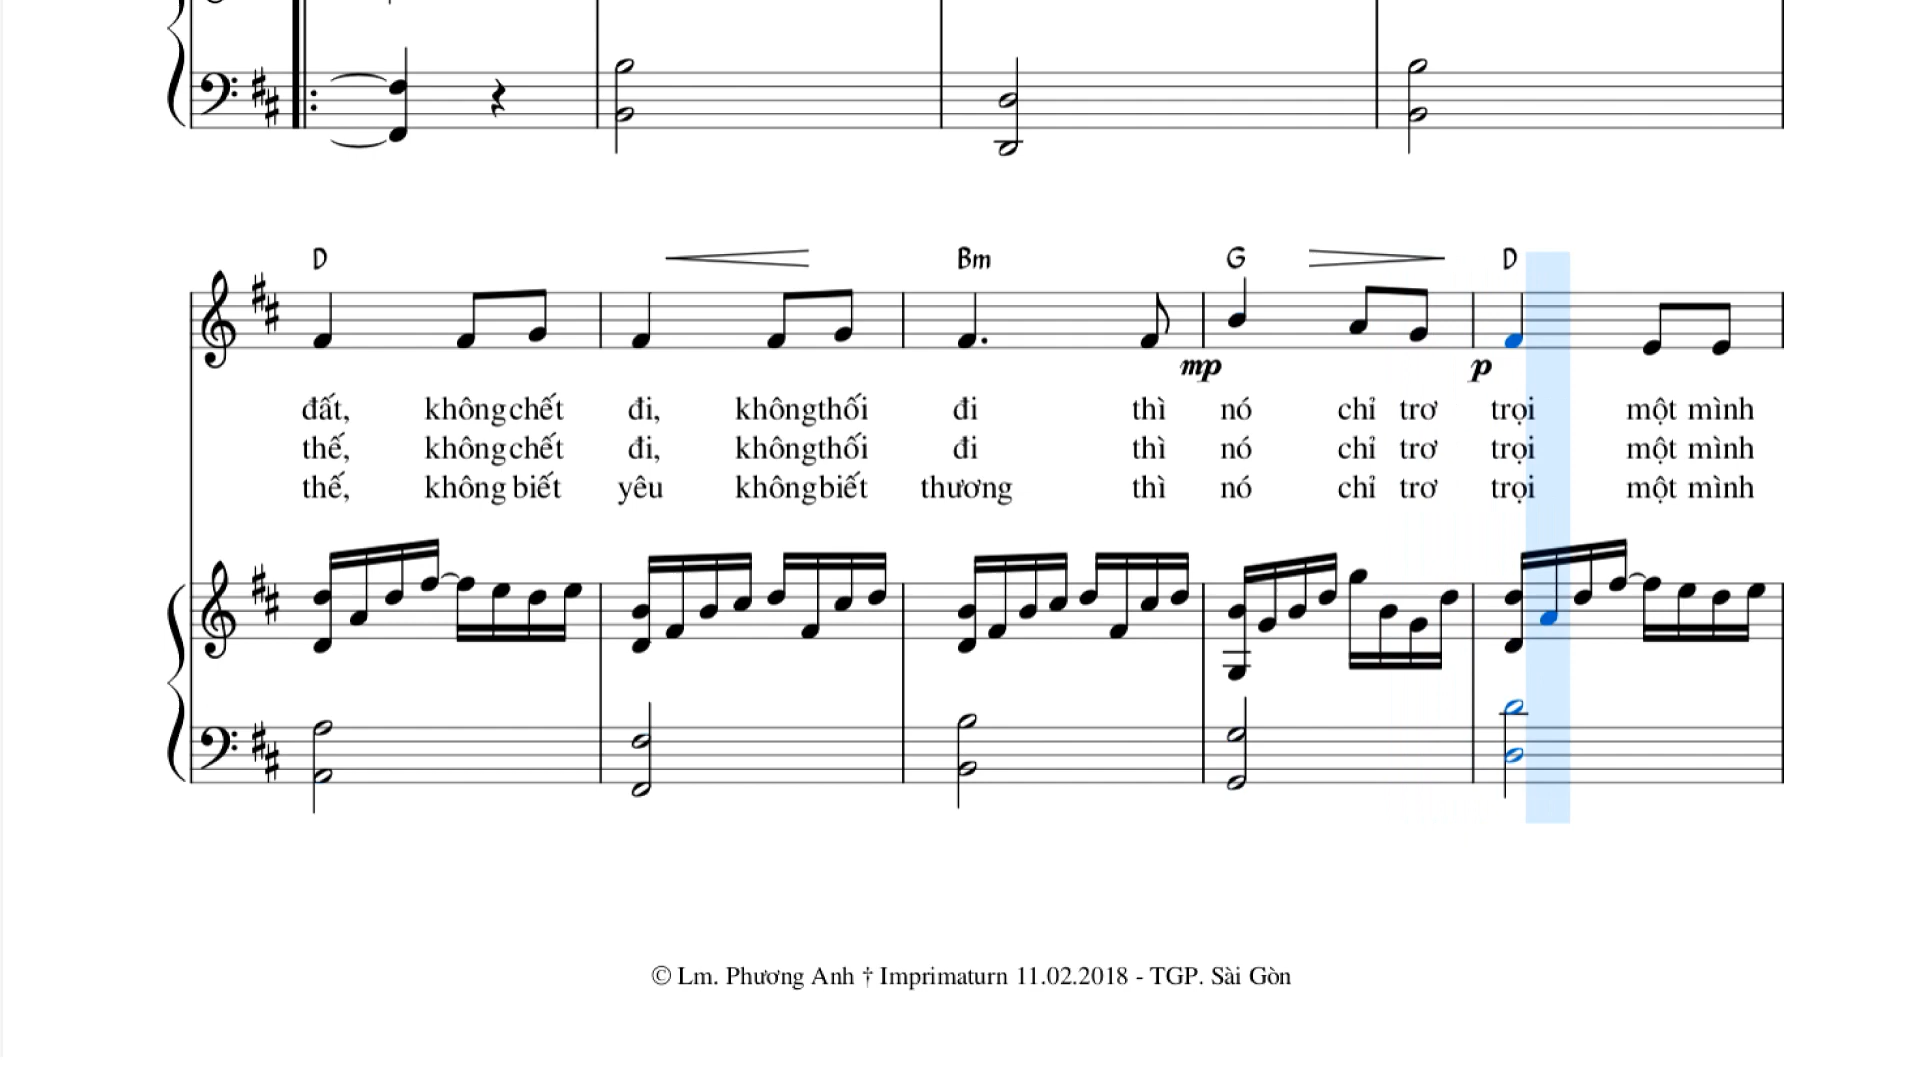 D Bm G D
mp p
đất, không chết đi, không thối đi thì nó chỉ trơ trọi một mình
thế, không chết đi, không thối đi thì nó chỉ trơ trọi một mình
thế, không biết yêu không biết thương thì nó chỉ trơ trọi một mình
© Lm. Phương Anh † Imprimaturn 11.02.2018 - TGP. Sài Gòn